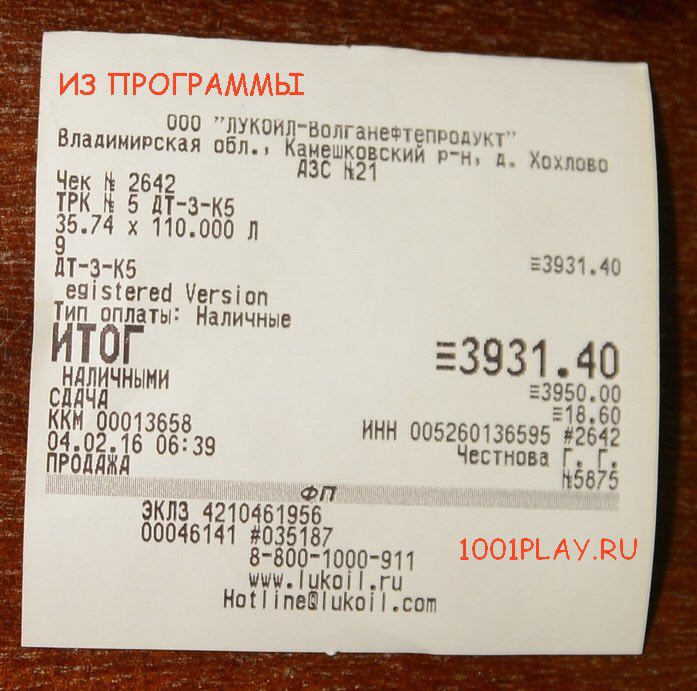 ИЗ ПРОГРАММЫ
ООО "ЛУКОЙЛ-Волганефтепродукт"
Владимирская обл., Камешковский р-н, д. Хохлово
АЗС №21
Чек № 2642
ТРК № 5 ДТ-З-К5
35.74 x 110.000 Л
9
ДТ-З-К5 ≡3931.40
egistered Version
Тип оплаты: Наличные
ИТОГ ≡3931.40
НАЛИЧНЫМИ ≡3950.00
СДАЧА ≡18.60
ККМ 00013658 ИНН 005260136595 #2642
04.02.16 06:39 Честнова Г. Г.
ПРОДАЖА №5875
ФП
ЭКЛЗ 4210461956
00046141 #035187
8-800-1000-911
www.lukoil.ru
Hotline@lukoil.com
1001PLAY.RU